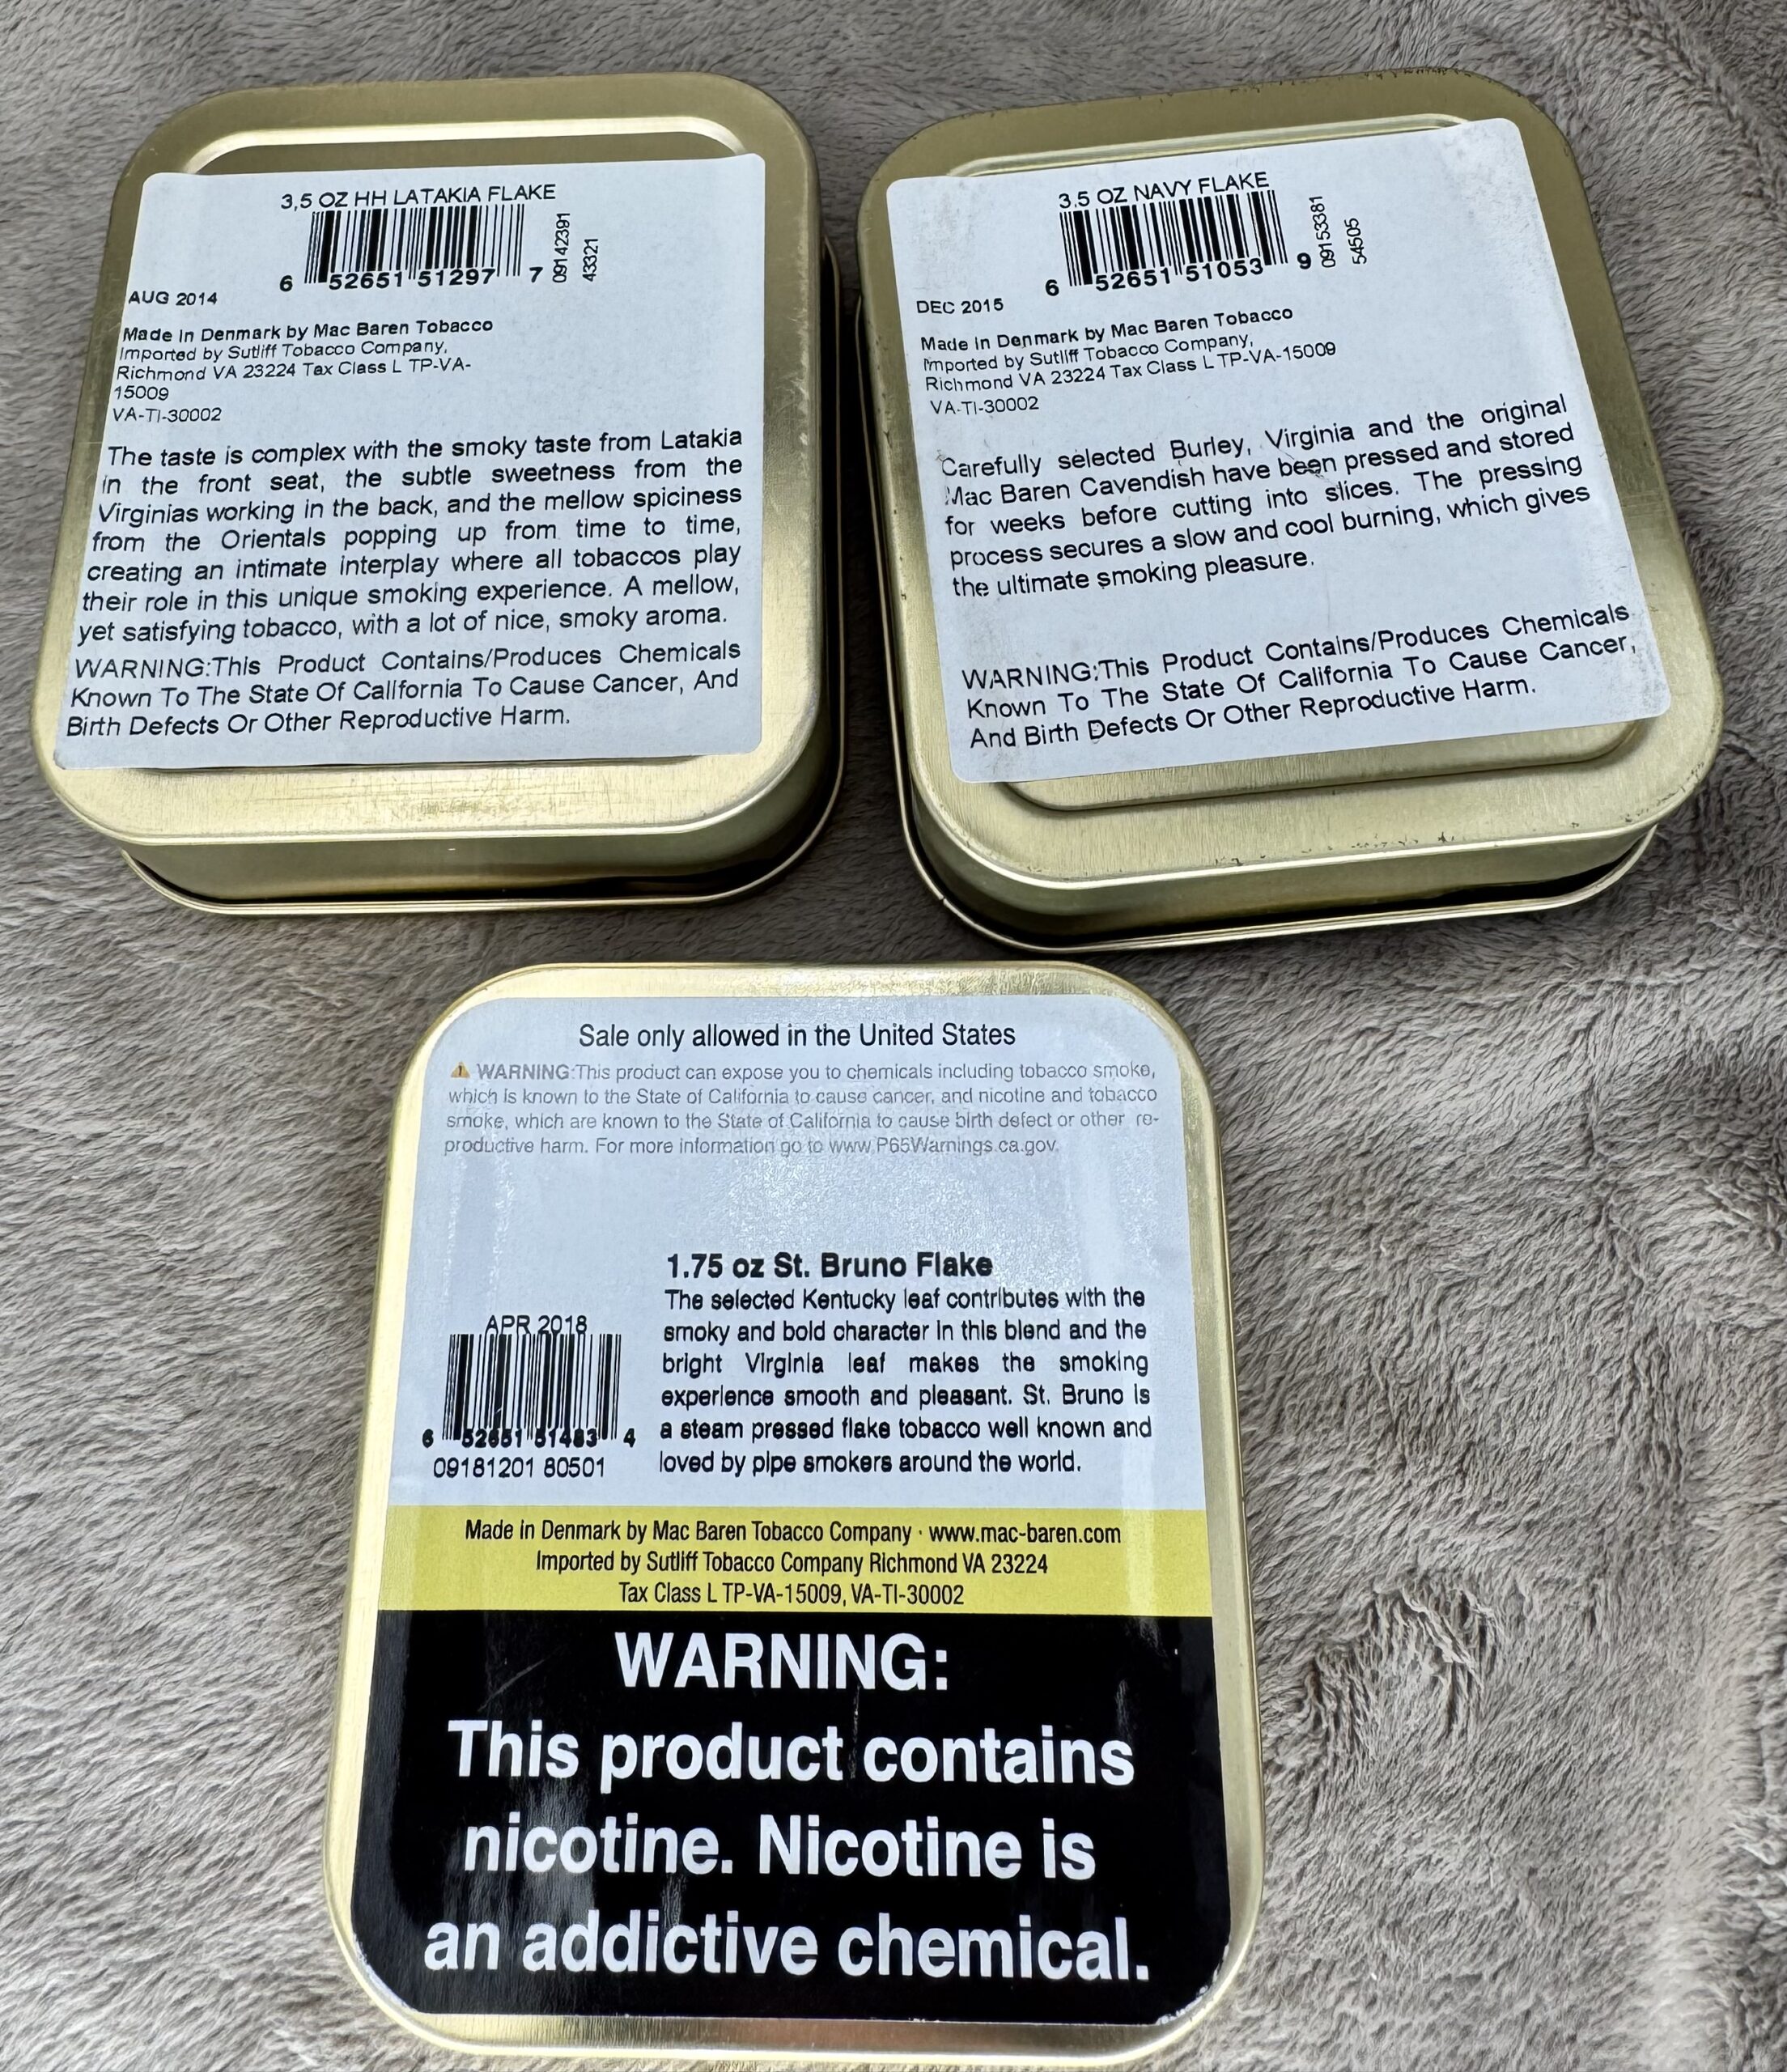 3,5 OZ HH LATAKIA FLAKE
6 52651 51297 7
09142391
43321
AUG 2014
Made In Denmark by Mac Baren Tobacco
Imported by Sutliff Tobacco Company,
Richmond VA 23224 Tax Class L TP-VA-
15009
VA-TI-30002
The taste is complex with the smoky taste from Latakia
in the front seat, the subtle sweetness from the
Virginias working in the back, and the mellow spiciness
from the Orientals popping up from time to time,
creating an intimate interplay where all tobaccos play
their role in this unique smoking experience. A mellow,
yet satisfying tobacco, with a lot of nice, smoky aroma.
WARNING:This Product Contains/Produces Chemicals
Known To The State Of California To Cause Cancer, And
Birth Defects Or Other Reproductive Harm.
3.5 OZ NAVY FLAKE
6 52651 51053 9
09153381
54505
DEC 2015
Made In Denmark by Mac Baren Tobacco
Imported by Sutliff Tobacco Company,
Richmond VA 23224 Tax Class L TP-VA-15009
VA-TI-30002
Carefully selected Burley, Virginia and the original
Mac Baren Cavendish have been pressed and stored
for weeks before cutting into slices. The pressing
process secures a slow and cool burning, which gives
the ultimate smoking pleasure.
WARNING:This Product Contains/Produces Chemicals
Known To The State Of California To Cause Cancer,
And Birth Defects Or Other Reproductive Harm.
Sale only allowed in the United States
WARNING:This product can expose you to chemicals including tobacco smoke,
which is known to the State of California to cause cancer, and nicotine and tobacco
smoke, which are known to the State of California to cause birth defect or other re-
productive harm. For more information go to www.P65Warnings.ca.gov.
1.75 oz St. Bruno Flake
The selected Kentucky leaf contributes with the
smoky and bold character in this blend and the
bright Virginia leaf makes the smoking
experience smooth and pleasant. St. Bruno is
a steam pressed flake tobacco well known and
loved by pipe smokers around the world.
APR 2018
6 52651 51483 4
09181201 80501
Made in Denmark by Mac Baren Tobacco Company · www.mac-baren.com
Imported by Sutliff Tobacco Company Richmond VA 23224
Tax Class L TP-VA-15009, VA-TI-30002
WARNING:
This product contains
nicotine. Nicotine is
an addictive chemical.